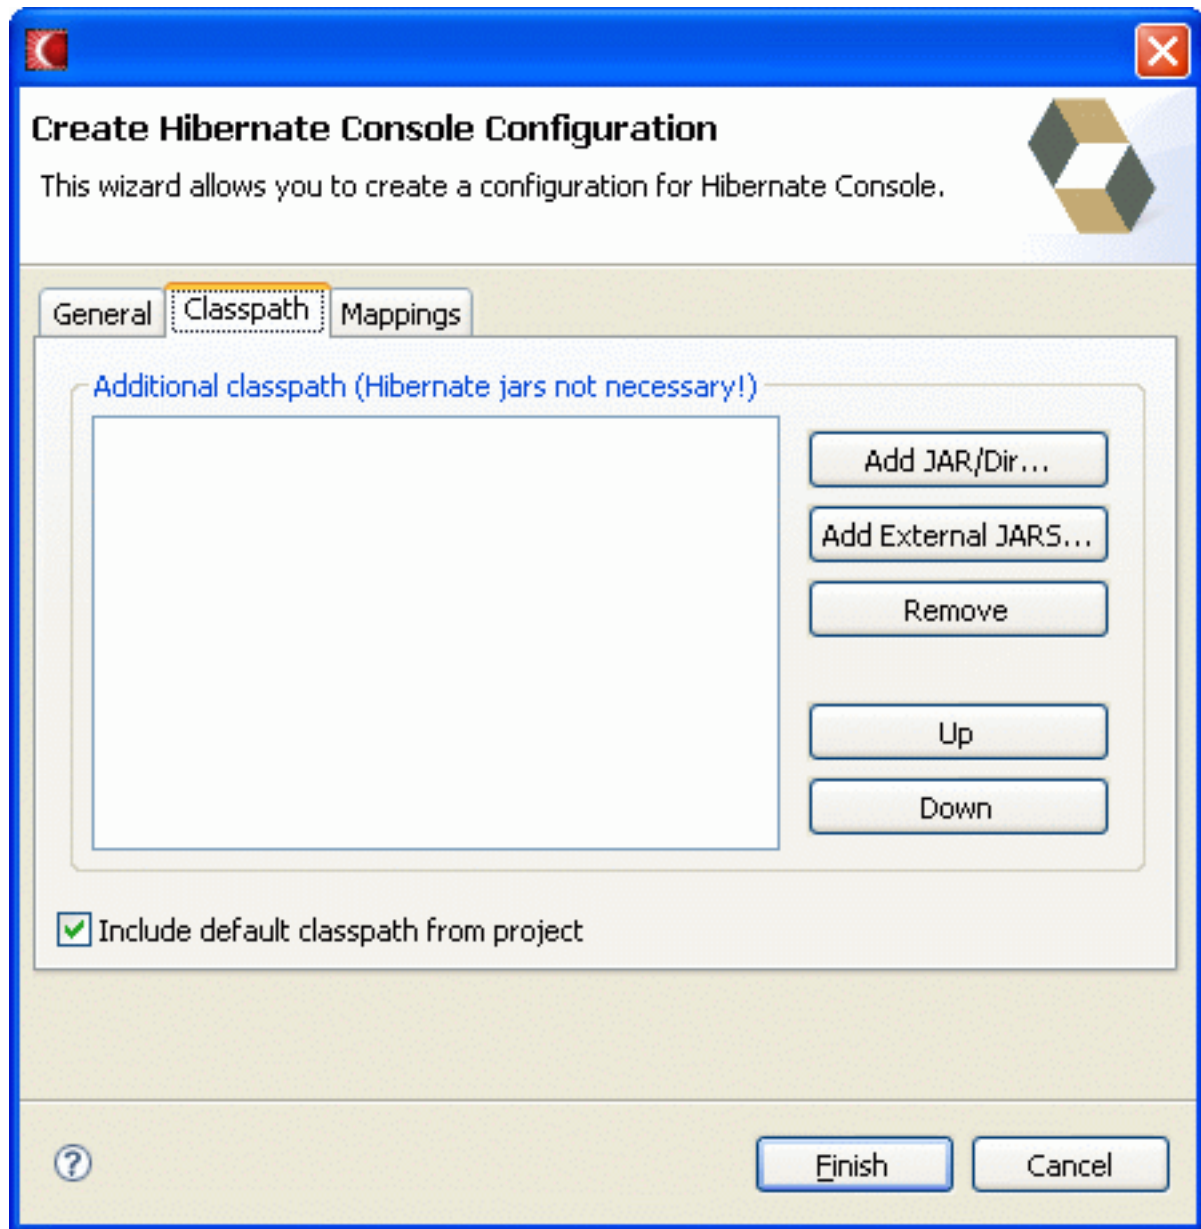 Create Hibernate Console Configuration
This wizard allows you to create a configuration for Hibernate Console.
General Classpath Mappings
Additional classpath (Hibernate jars not necessary!)
Add JAR/Dir...
Add External JARS...
Remove
Up
Down
Include default classpath from project
? Finish Cancel